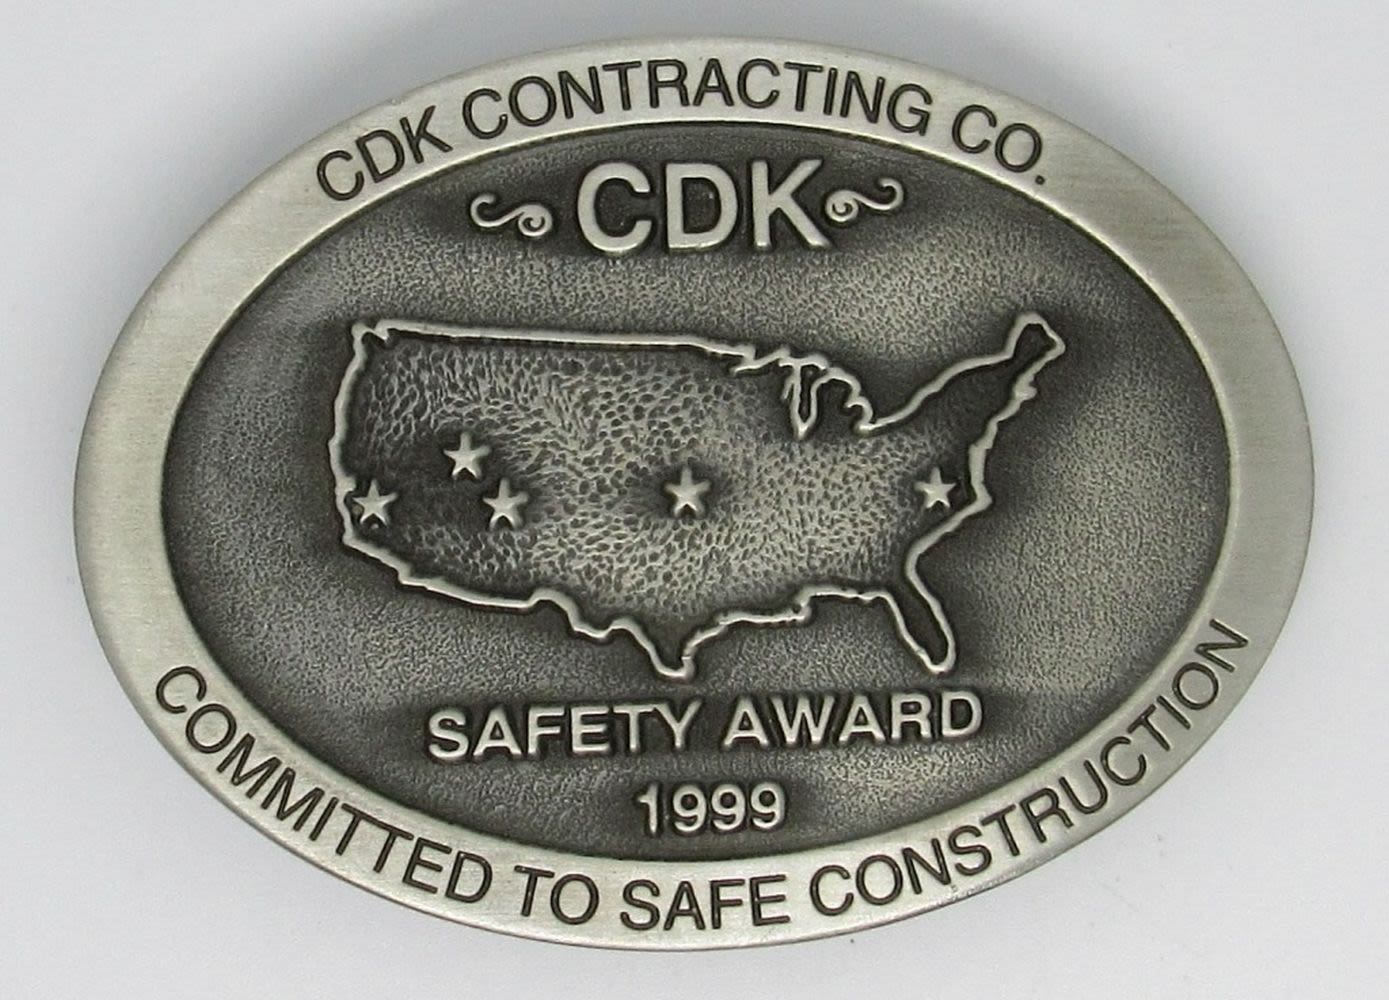 CDK CONTRACTING CO.
CDK
SAFETY AWARD
1999
COMMITTED TO SAFE CONSTRUCTION